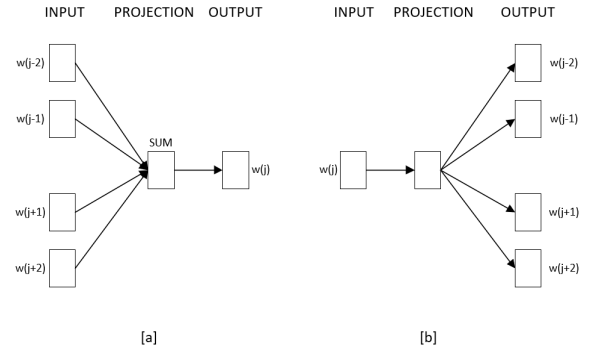 INPUT PROJECTION OUTPUT
w(j-2)
w(j-1)
SUM
w(j)
w(j+1)
w(j+2)
[a]
INPUT PROJECTION OUTPUT
w(j-2)
w(j-1)
w(j)
w(j+1)
w(j+2)
[b]